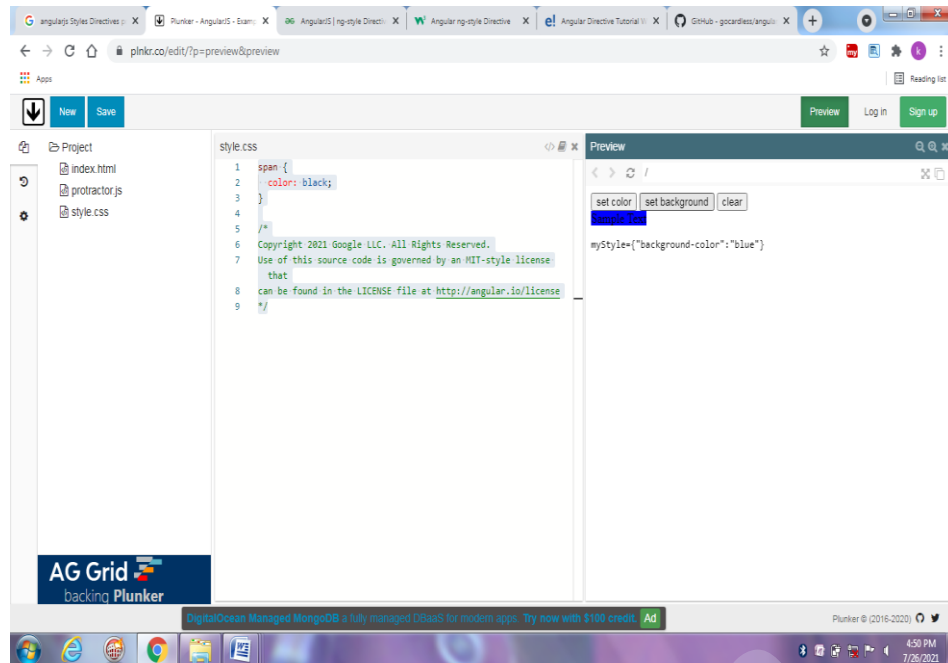 angularjs Styles Directives p
Plunker - AngularJS - Examp
AngularJS | ng-style Directiv
Angular ng-style Directive
Angular Directive Tutorial W
GitHub - gocardless/angular
plnkr.co/edit/?p=preview&preview
my
k
Apps
Reading list
New
Save
Preview
Log in
Sign up
Project
index.html
protractor.js
style.css
style.css
1 span {
2 color: black;
3 }
4
5 /*
6 Copyright 2021 Google LLC. All Rights Reserved.
7 Use of this source code is governed by an MIT-style license
that
8 can be found in the LICENSE file at http://angular.io/license
9 */
Preview
/
set color
set background
clear
Sample Text
myStyle={"background-color":"blue"}
AG Grid
backing Plunker
DigitalOcean Managed MongoDB a fully managed DBaaS for modern apps. Try now with $100 credit. Ad
Plunker © (2016-2020)
4:50 PM
7/26/2021